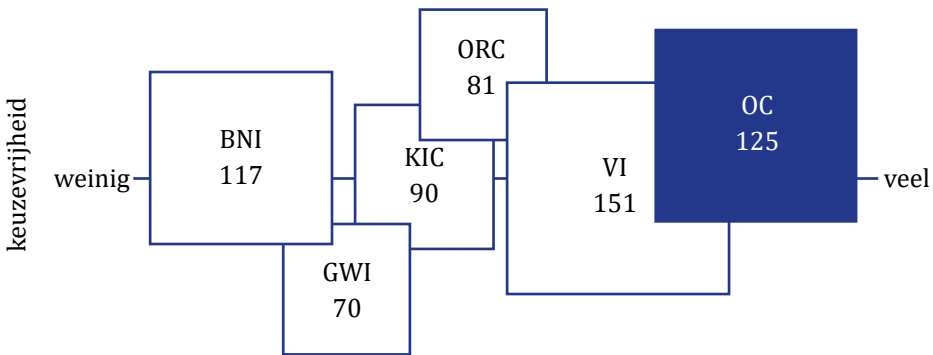 keuzevrijheid
weinig
BNI
117
GWI
70
KIC
90
ORC
81
VI
151
OC
125
veel